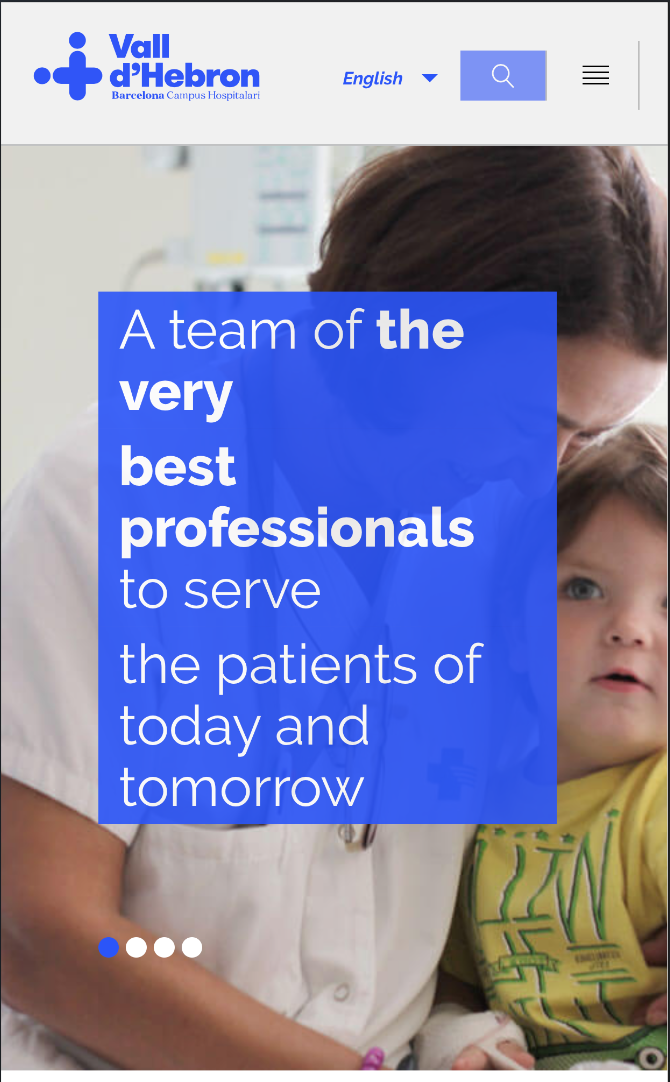 Vall
d'Hebron
Barcelona Campus Hospitalari
English
A team of the
very
best
professionals
to serve
the patients of
today and
tomorrow